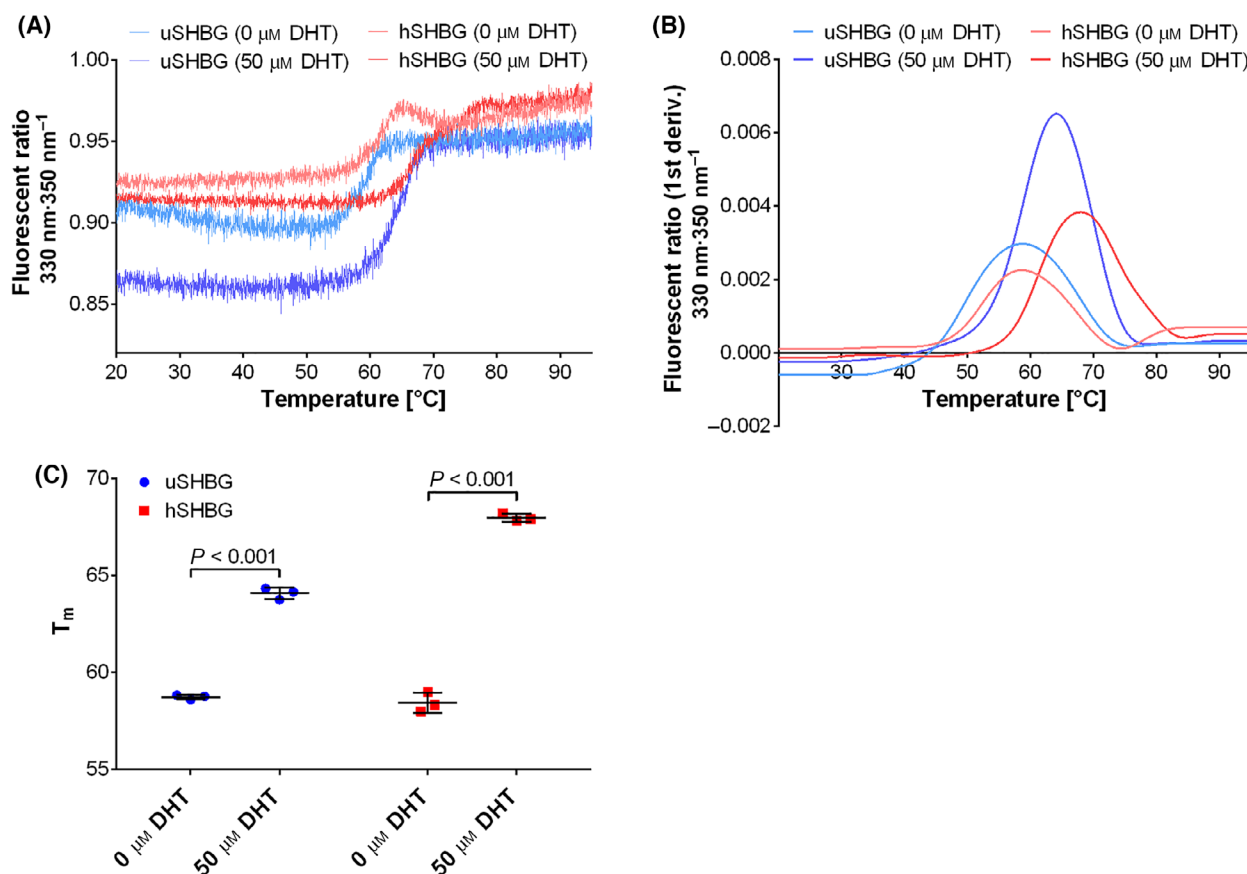 (A)
uSHBG (0 μM DHT)
hSHBG (0 μM DHT)
uSHBG (50 μM DHT)
hSHBG (50 μM DHT)
Fluorescent ratio
330 nm·350 nm⁻¹
1.00
0.95
0.90
0.85
20 30 40 50 60 70 80 90
Temperature [°C]
(B)
uSHBG (0 μM DHT)
hSHBG (0 μM DHT)
uSHBG (50 μM DHT)
hSHBG (50 μM DHT)
Fluorescent ratio (1st deriv.)
330 nm·350 nm⁻¹
0.008
0.006
0.004
0.002
0.000
–0.002
30 40 50 60 70 80 90
Temperature [°C]
(C)
uSHBG
hSHBG
Tm
70
65
60
55
P < 0.001
P < 0.001
0 μM DHT
50 μM DHT
0 μM DHT
50 μM DHT